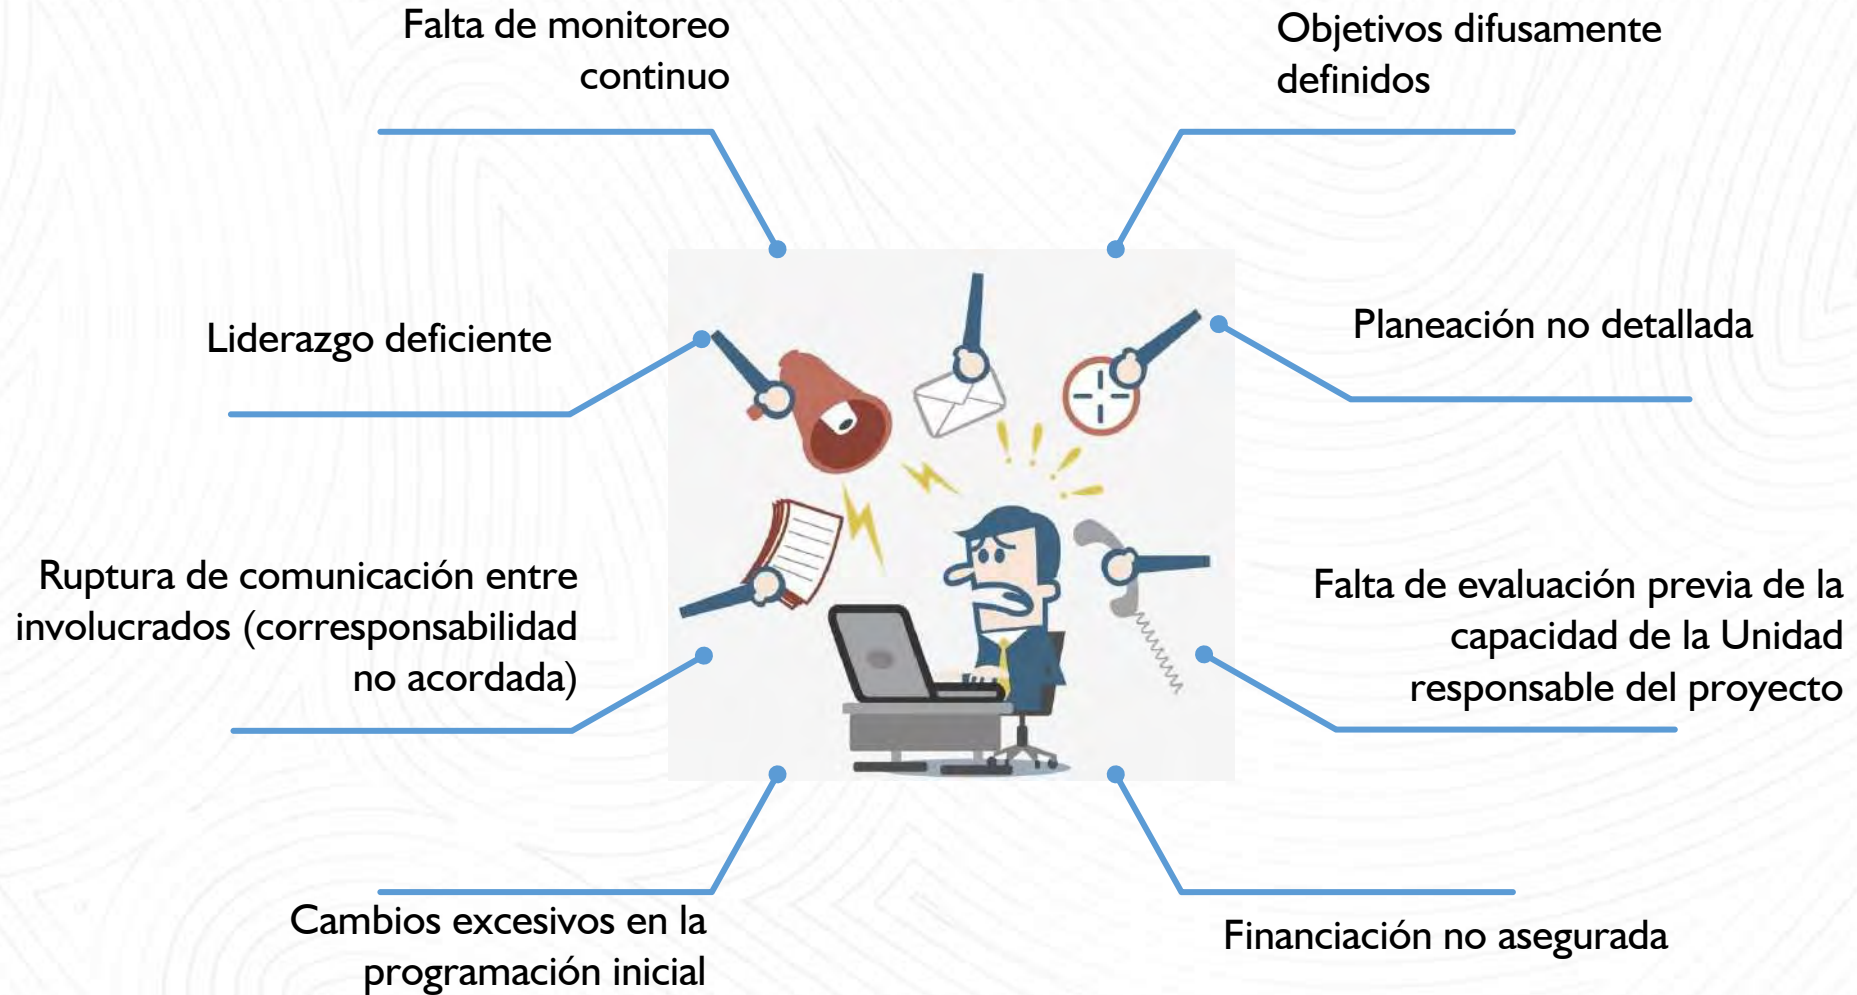 Falta de monitoreo
continuo
Objetivos difusamente
definidos
Liderazgo deficiente
Planeación no detallada
Ruptura de comunicación entre
involucrados (corresponsabilidad
no acordada)
Falta de evaluación previa de la
capacidad de la Unidad
responsable del proyecto
Cambios excesivos en la
programación inicial
Financiación no asegurada